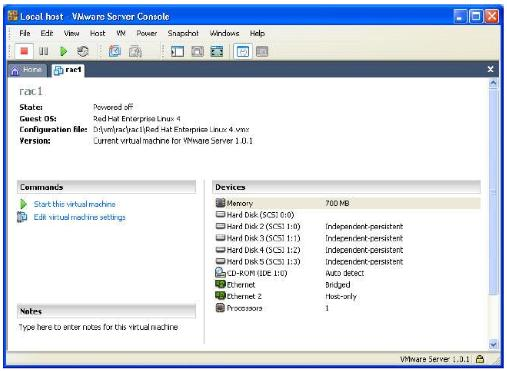 Local host - VMware Server Console
File Edit View Host VM Power Snapshot Windows Help
Home rac1
rac1
State: Powered off
Guest OS: Red Hat Enterprise Linux 4
Configuration file: D:\vm\rac\rac1\Red Hat Enterprise Linux 4.vmx
Version: Current virtual machine for VMware Server 1.0.1
Commands
Start this virtual machine
Edit virtual machine settings
Devices
Memory 700 MB
Hard Disk (SCSI 0:0)
Hard Disk 2 (SCSI 1:0) Independent-persistent
Hard Disk 3 (SCSI 1:1) Independent-persistent
Hard Disk 4 (SCSI 1:2) Independent-persistent
Hard Disk 5 (SCSI 1:3) Independent-persistent
CD-ROM (IDE 1:0) Auto detect
Ethernet Bridged
Ethernet 2 Host-only
Processors 1
Notes
Type here to enter notes for this virtual machine
VMware Server 1.0.1